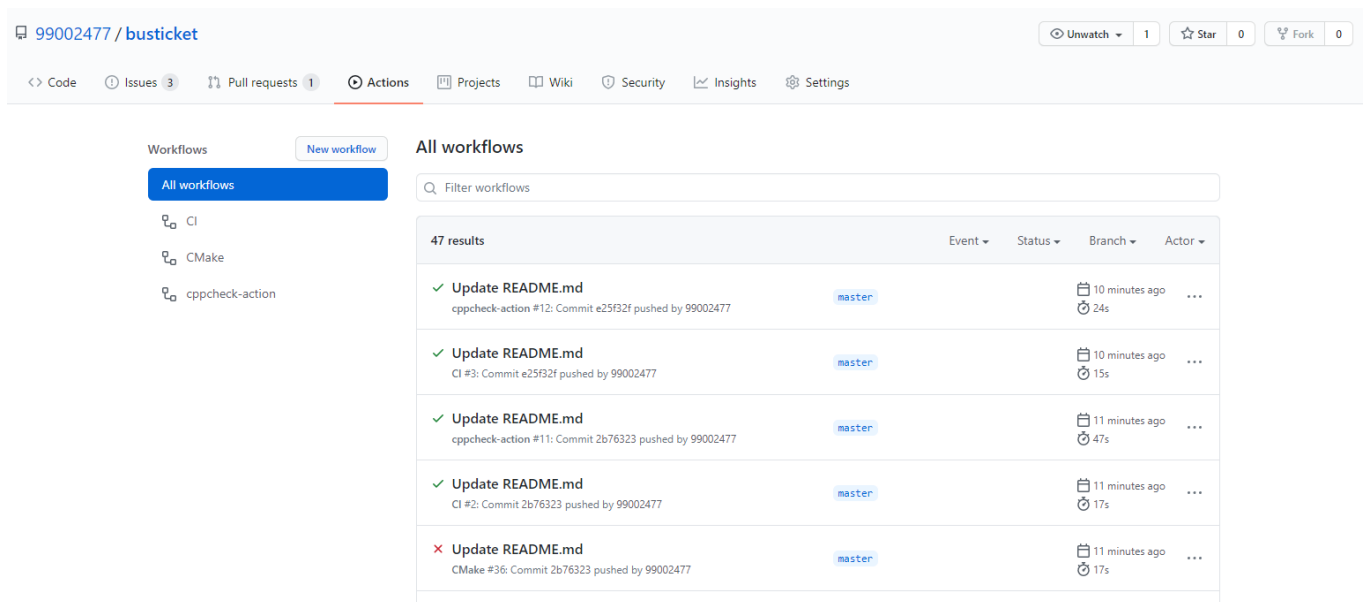 99002477 / busticket
Unwatch 1 Star 0 Fork 0
Code Issues 3 Pull requests 1 Actions Projects Wiki Security Insights Settings
Workflows New workflow
All workflows
CI
CMake
cppcheck-action
All workflows
Filter workflows
47 results Event Status Branch Actor
Update README.md
cppcheck-action #12: Commit e25f32f pushed by 99002477
master
10 minutes ago
24s
Update README.md
CI #3: Commit e25f32f pushed by 99002477
master
10 minutes ago
15s
Update README.md
cppcheck-action #11: Commit 2b76323 pushed by 99002477
master
11 minutes ago
47s
Update README.md
CI #2: Commit 2b76323 pushed by 99002477
master
11 minutes ago
17s
Update README.md
CMake #36: Commit 2b76323 pushed by 99002477
master
11 minutes ago
17s